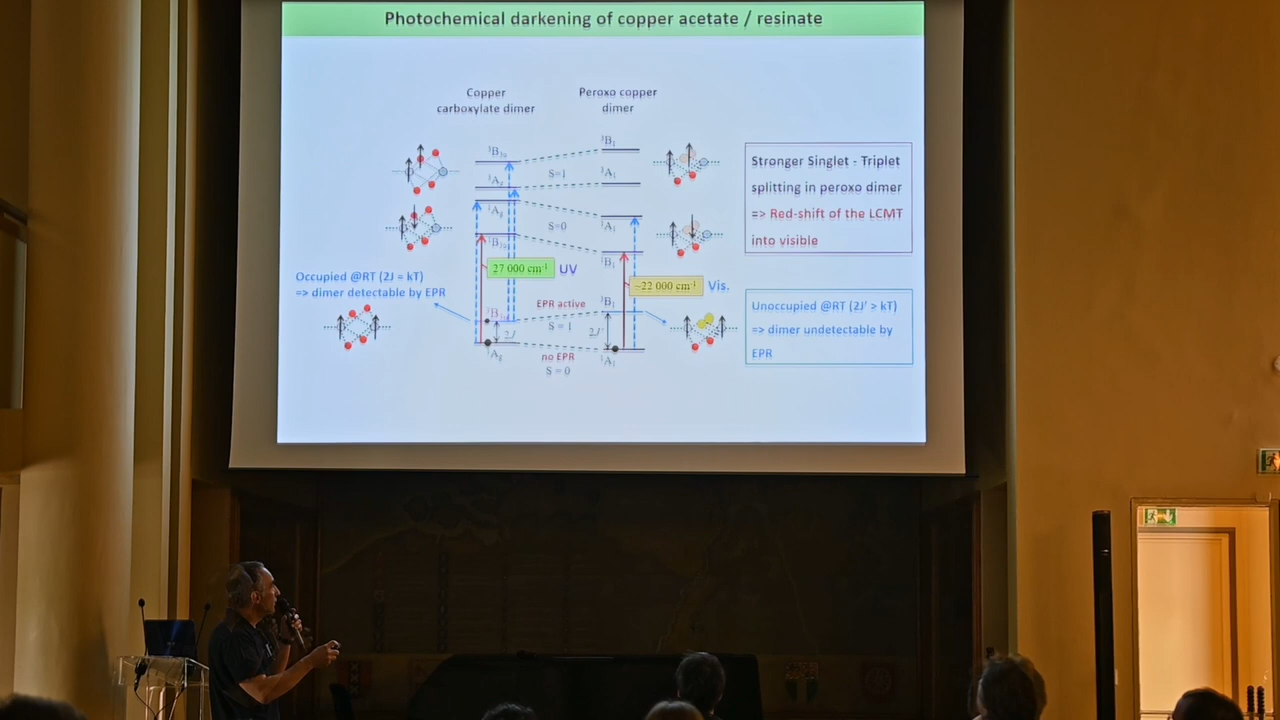 Photochemical darkening of copper acetate / resinate
Copper
carboxylate dimer
Peroxo copper
dimer
S=1
S=0
27 000 cm⁻¹ UV
~22 000 cm⁻¹ Vis.
Occupied @RT (2J ≈ kT)
=> dimer detectable by EPR
EPR active
S = 1
2J
no EPR
S = 0
Stronger Singlet - Triplet
splitting in peroxo dimer
=> Red-shift of the LCMT
into visible
Unoccupied @RT (2J' > kT)
=> dimer undetectable by
EPR